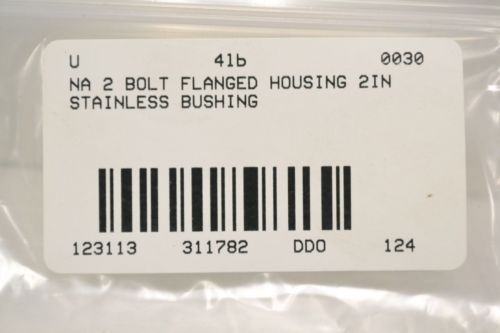 U 41b 0030
NA 2 BOLT FLANGED HOUSING 2IN
STAINLESS BUSHING
123113 311782 DDO 124